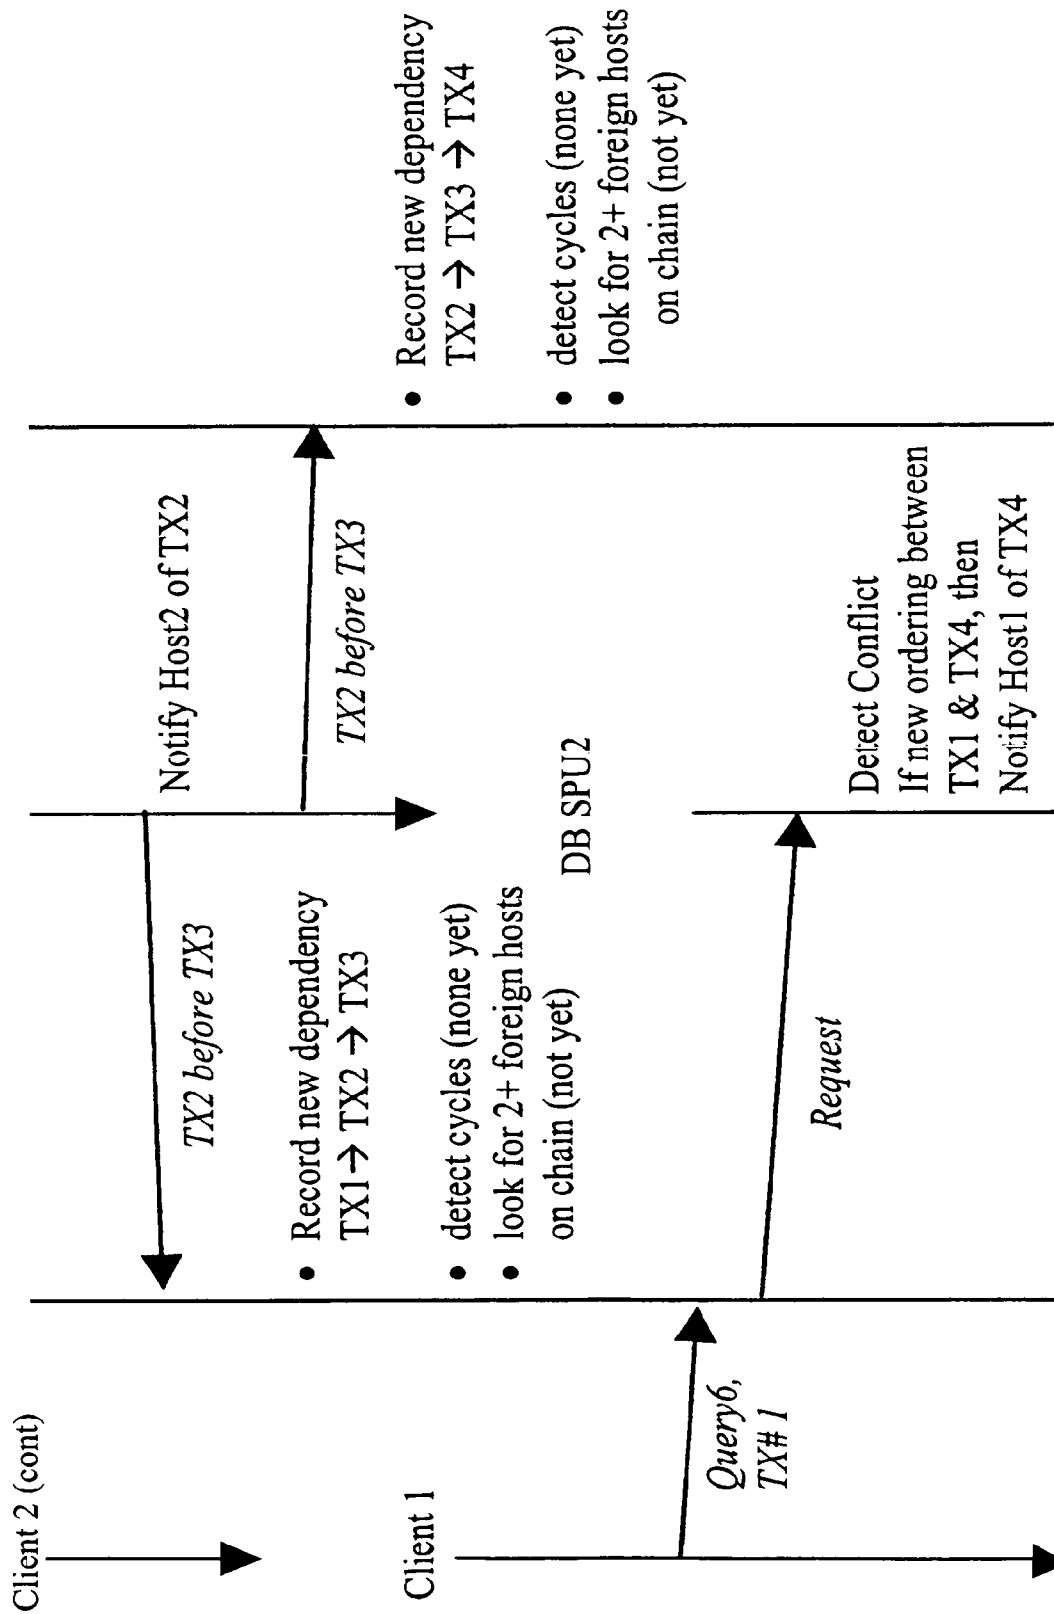 Client 2 (cont)
TX2 before TX3
Notify Host2 of TX2
TX2 before TX3
• Record new dependency
TX1→ TX2 → TX3
• detect cycles (none yet)
• look for 2+ foreign hosts
on chain (not yet)
• Record new dependency
TX2 → TX3 → TX4
• detect cycles (none yet)
• look for 2+ foreign hosts
on chain (not yet)
Client 1
DB SPU2
Query6,
TX# 1
Request
Detect Conflict
If new ordering between
TX1 & TX4, then
Notify Host1 of TX4